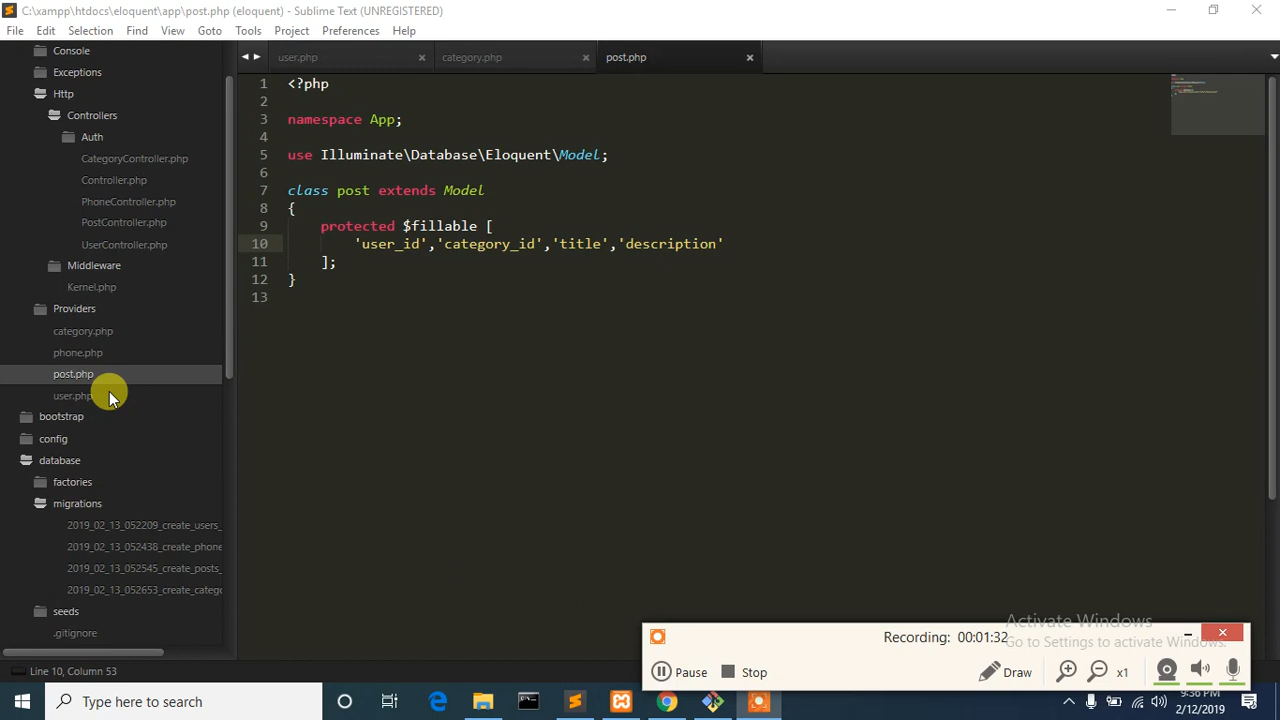 C:\xampp\htdocs\eloquent\app\post.php (eloquent) - Sublime Text (UNREGISTERED)
File Edit Selection Find View Goto Tools Project Preferences Help
Console
Exceptions
Http
Controllers
Auth
CategoryController.php
Controller.php
PhoneController.php
PostController.php
UserController.php
Middleware
Kernel.php
Providers
category.php
phone.php
post.php
user.php
bootstrap
config
database
factories
migrations
2019_02_13_052209_create_users_
2019_02_13_052438_create_phone
2019_02_13_052545_create_posts_
2019_02_13_052653_create_catego
seeds
.gitignore
user.php category.php post.php
1 <?php
2
3 namespace App;
4
5 use Illuminate\Database\Eloquent\Model;
6
7 class post extends Model
8 {
9 protected $fillable [
10 'user_id','category_id','title','description'
11 ];
12 }
13
Activate Windows
Go to Settings to activate Windows.
Recording: 00:01:32
Pause Stop Draw x1
Line 10, Column 53
Type here to search
9:36 PM
2/12/2019